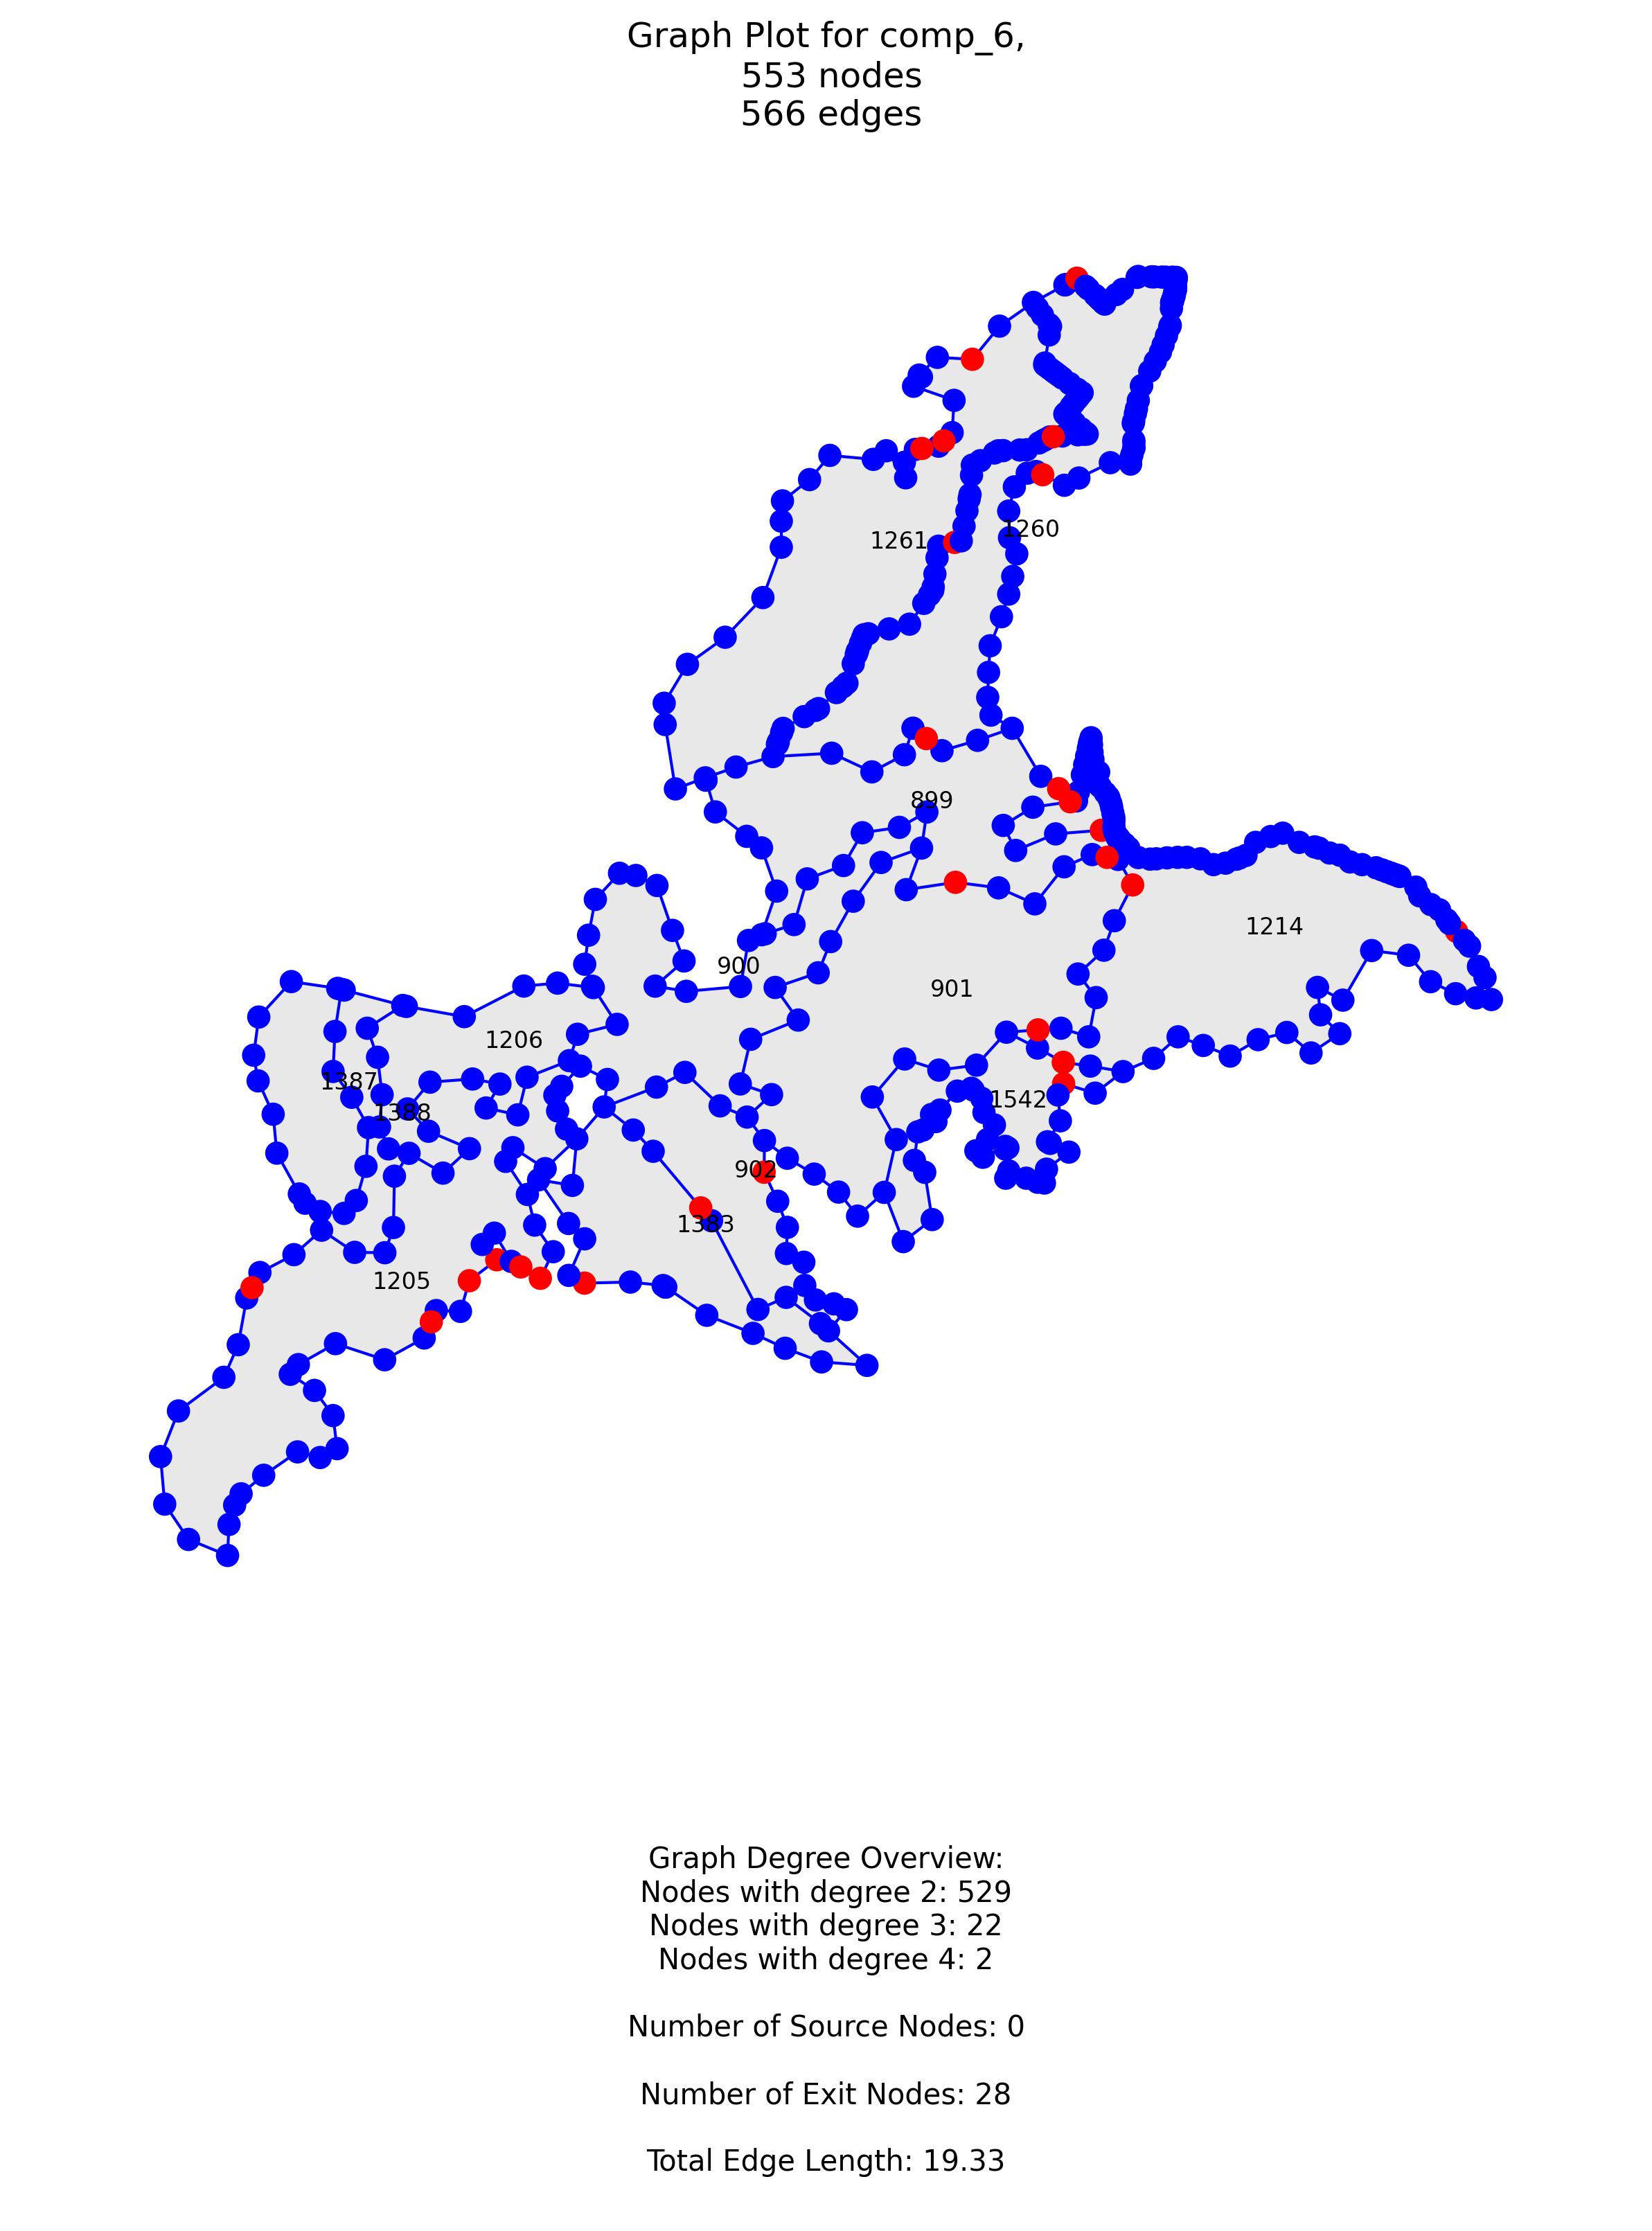 Graph Plot for comp_6,
553 nodes
566 edges
1261
1260
899
1214
900
901
1206
1387
1388
1542
902
1383
1205
Graph Degree Overview:
Nodes with degree 2: 529
Nodes with degree 3: 22
Nodes with degree 4: 2
Number of Source Nodes: 0
Number of Exit Nodes: 28
Total Edge Length: 19.33